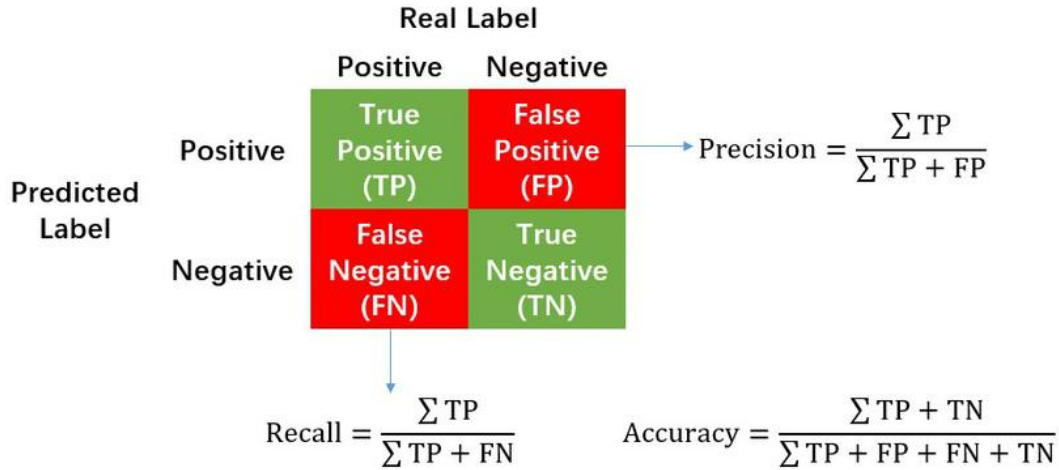 Real Label
Positive Negative
True Positive (TP)
False Positive (FP)
Positive
Precision = ∑ TP / ∑ TP + FP
Predicted Label
False Negative (FN)
True Negative (TN)
Negative
Recall = ∑ TP / ∑ TP + FN
Accuracy = ∑ TP + TN / ∑ TP + FP + FN + TN